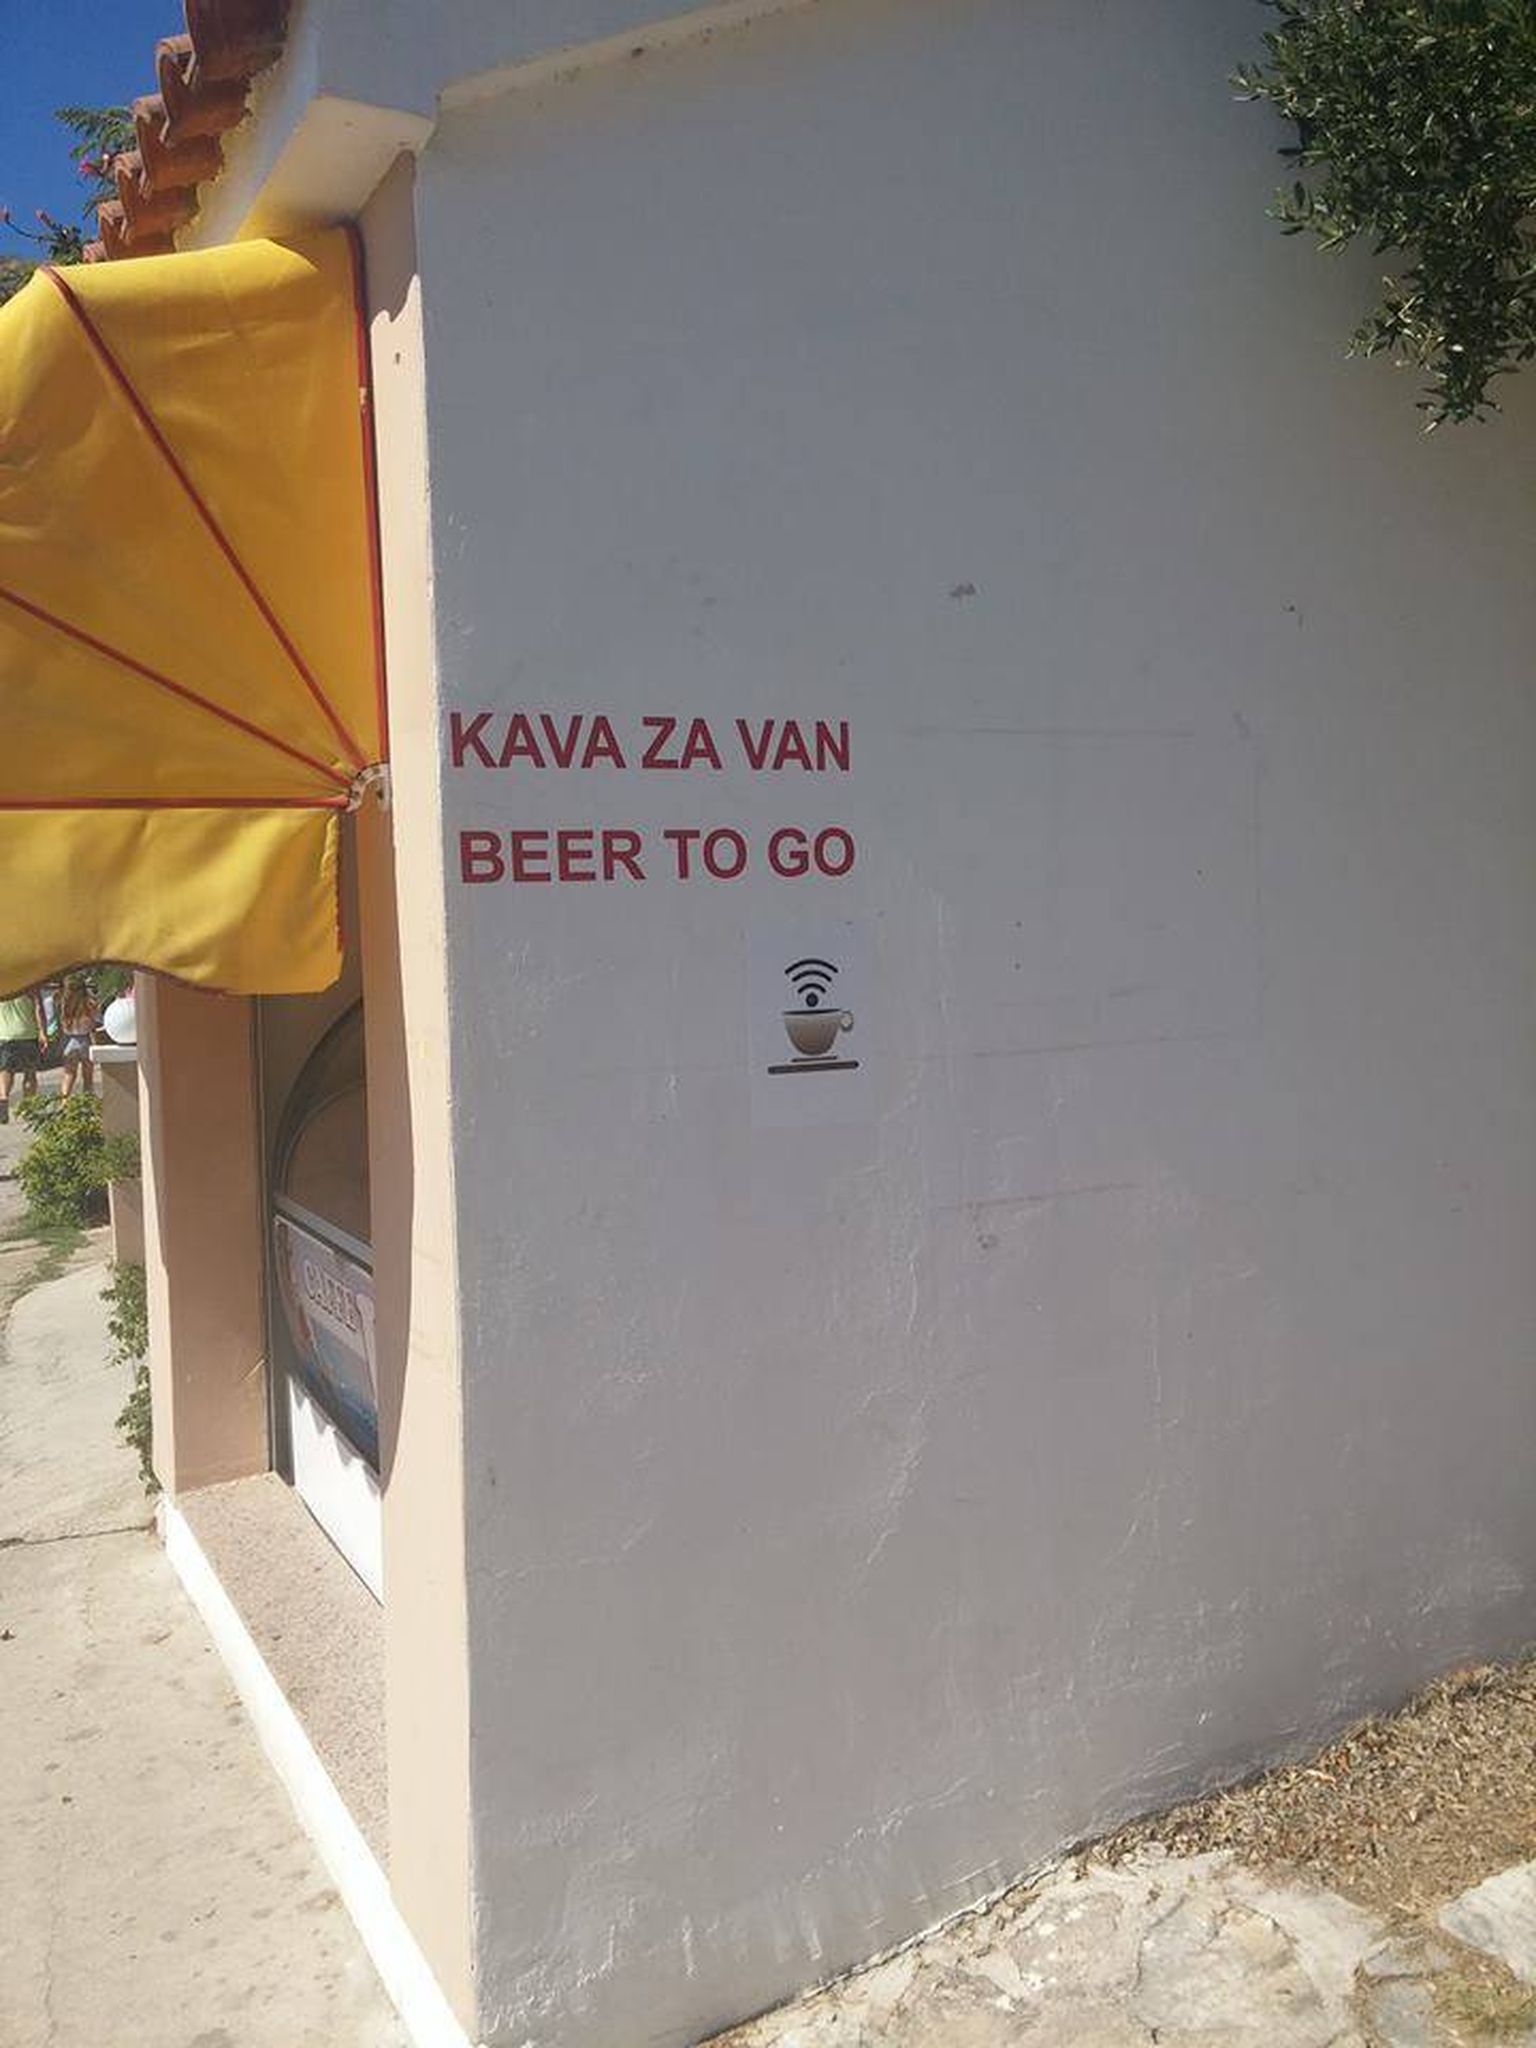 KAVA ZA VAN
BEER TO GO